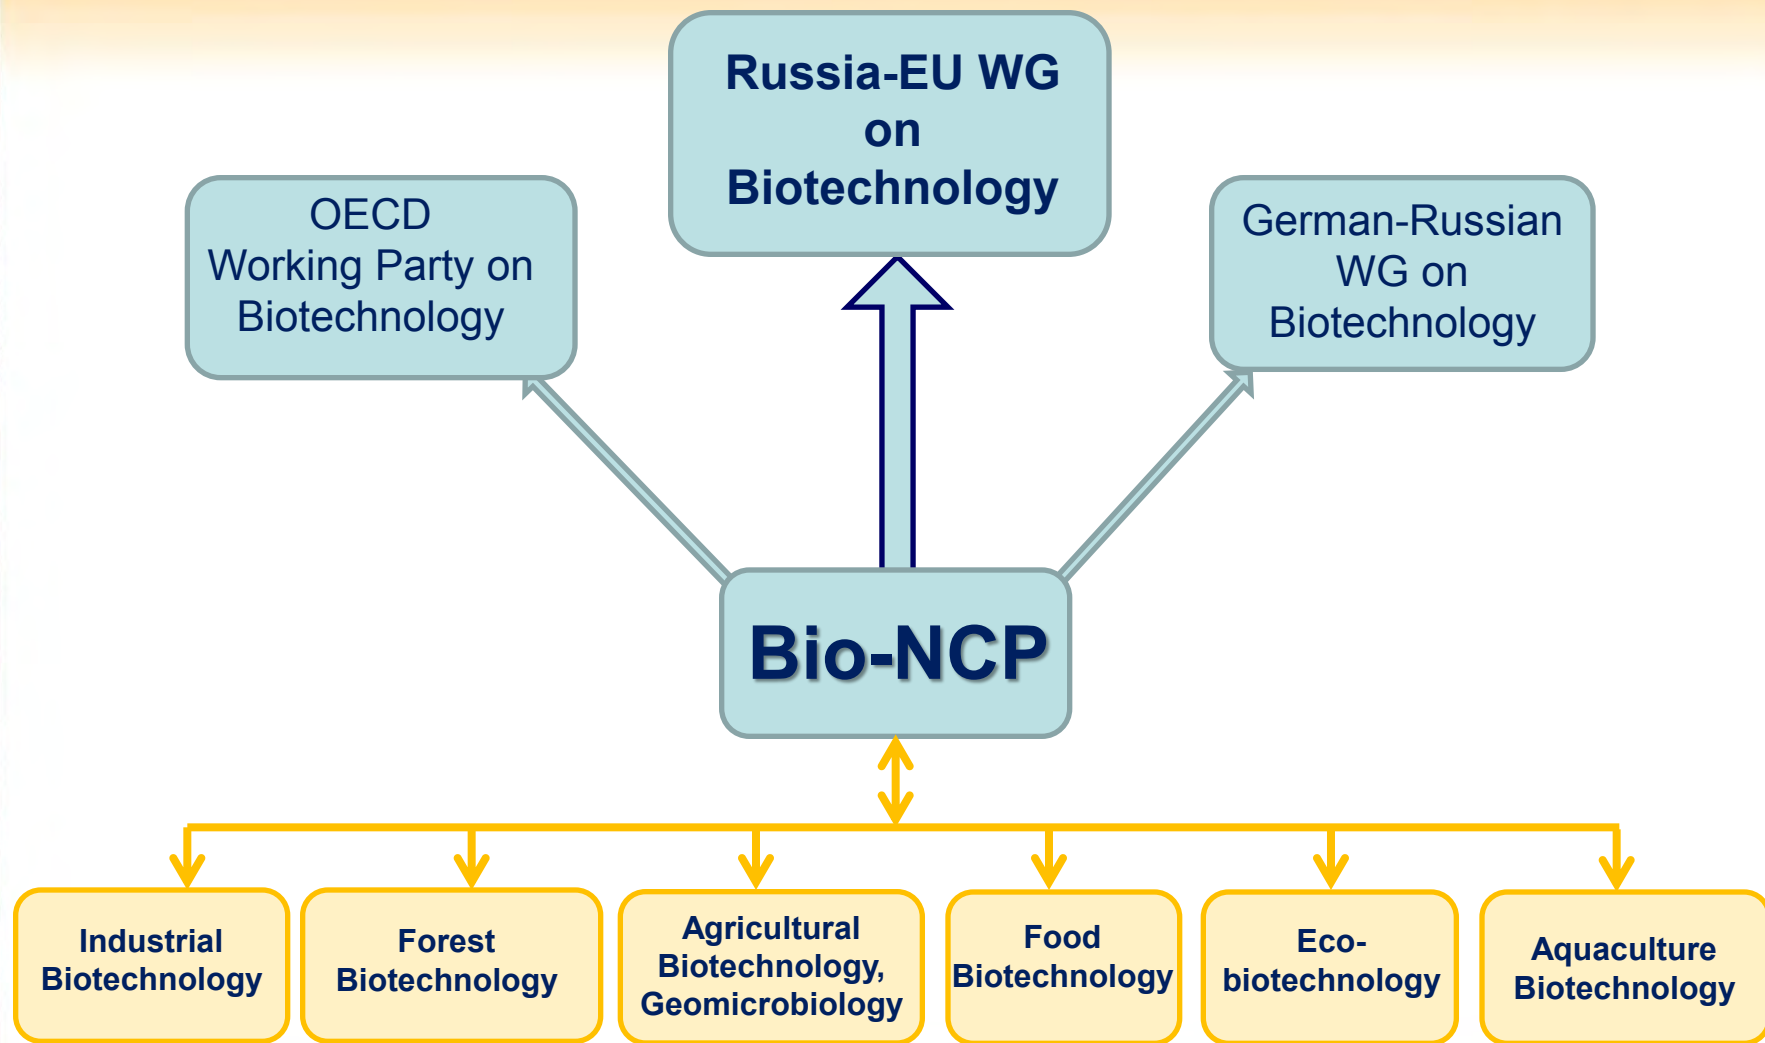 Russia-EU WG
on
Biotechnology
OECD
Working Party on
Biotechnology
German-Russian
WG on
Biotechnology
Bio-NCP
Industrial
Biotechnology
Forest
Biotechnology
Agricultural
Biotechnology,
Geomicrobiology
Food
Biotechnology
Eco-
biotechnology
Aquaculture
Biotechnology